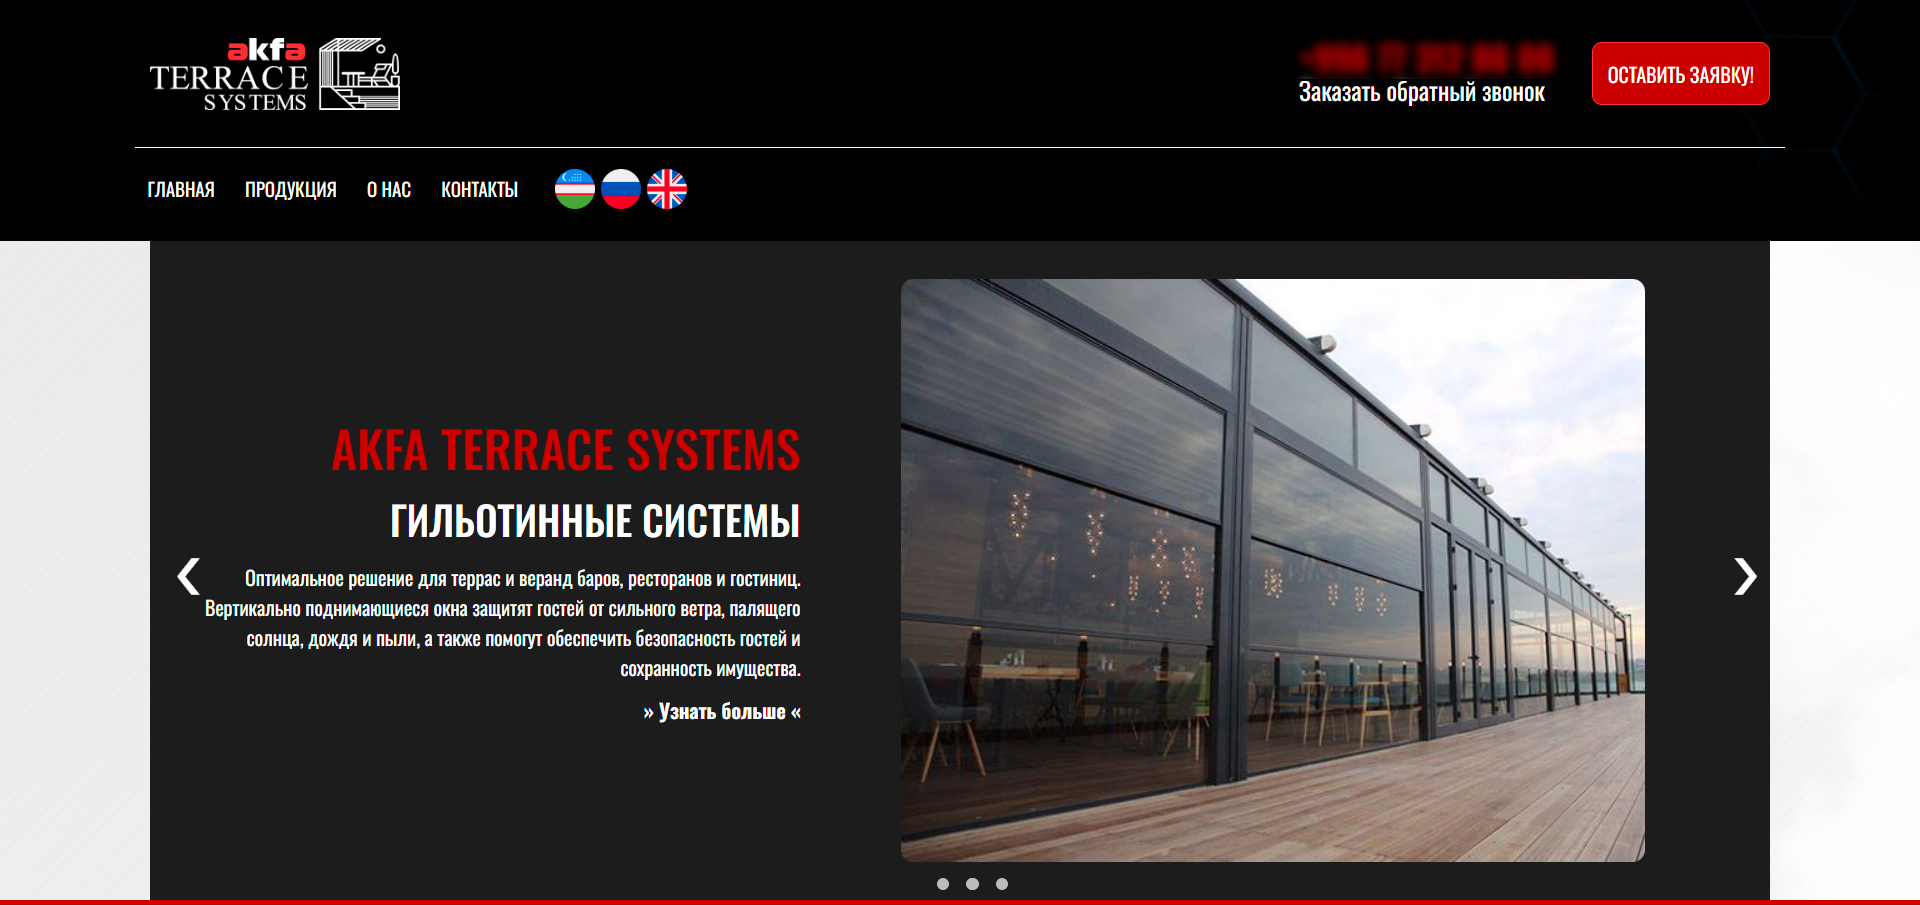 akfa
TERRACE
SYSTEMS
Заказать обратный звонок
ОСТАВИТЬ ЗАЯВКУ!
ГЛАВНАЯ ПРОДУКЦИЯ О НАС КОНТАКТЫ
AKFA TERRACE SYSTEMS
ГИЛЬОТИННЫЕ СИСТЕМЫ
Оптимальное решение для террас и веранд баров, ресторанов и гостиниц.
Вертикально поднимающиеся окна защитят гостей от сильного ветра, палящего
солнца, дождя и пыли, а также помогут обеспечить безопасность гостей и
сохранность имущества.
» Узнать больше «